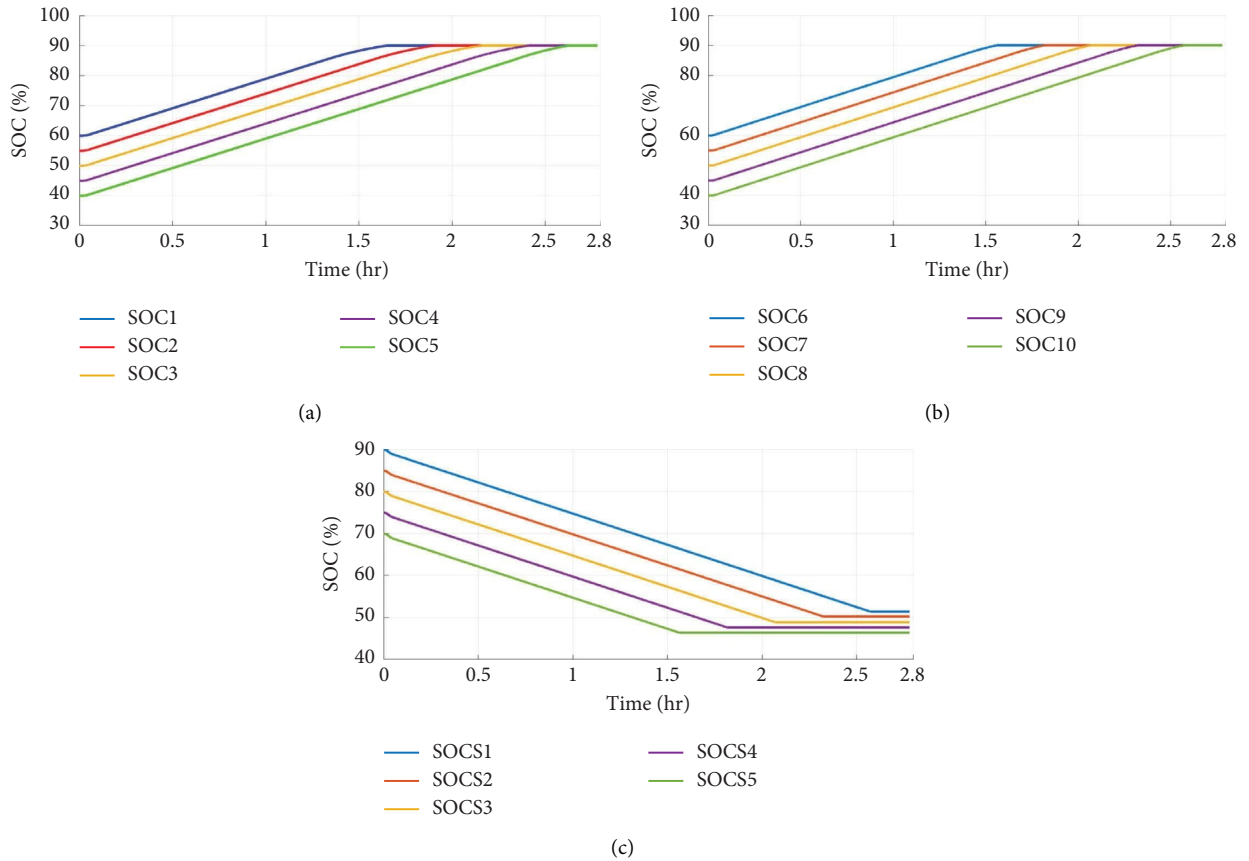 100
90
80
70
60
50
40
30
SOC (%)
0 0.5 1 1.5 2 2.5 2.8
Time (hr)
SOC1
SOC2
SOC3
SOC4
SOC5
(a)
100
90
80
60
50
40
30
SOC (%)
0 0.5 1 1.5 2 2.5 2.8
Time (hr)
SOC6
SOC7
SOC8
SOC9
SOC10
(b)
90
80
70
60
50
40
SOC (%)
0 0.5 1 1.5 2 2.5 2.8
Time (hr)
SOCS1
SOCS2
SOCS3
SOCS4
SOCS5
(c)